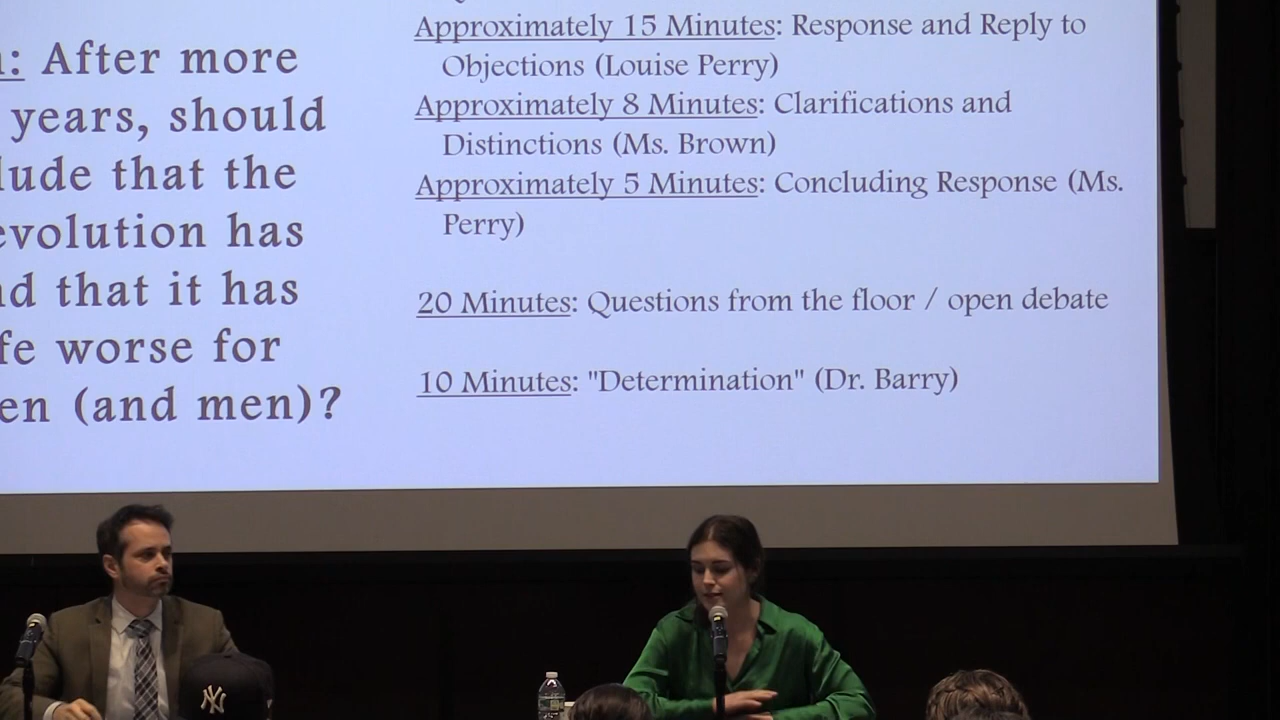 : After more
years, should
lude that the
evolution has
nd that it has
fe worse for
en (and men)?
Approximately 15 Minutes: Response and Reply to
Objections (Louise Perry)
Approximately 8 Minutes: Clarifications and
Distinctions (Ms. Brown)
Approximately 5 Minutes: Concluding Response (Ms.
Perry)
20 Minutes: Questions from the floor / open debate
10 Minutes: "Determination" (Dr. Barry)
NY